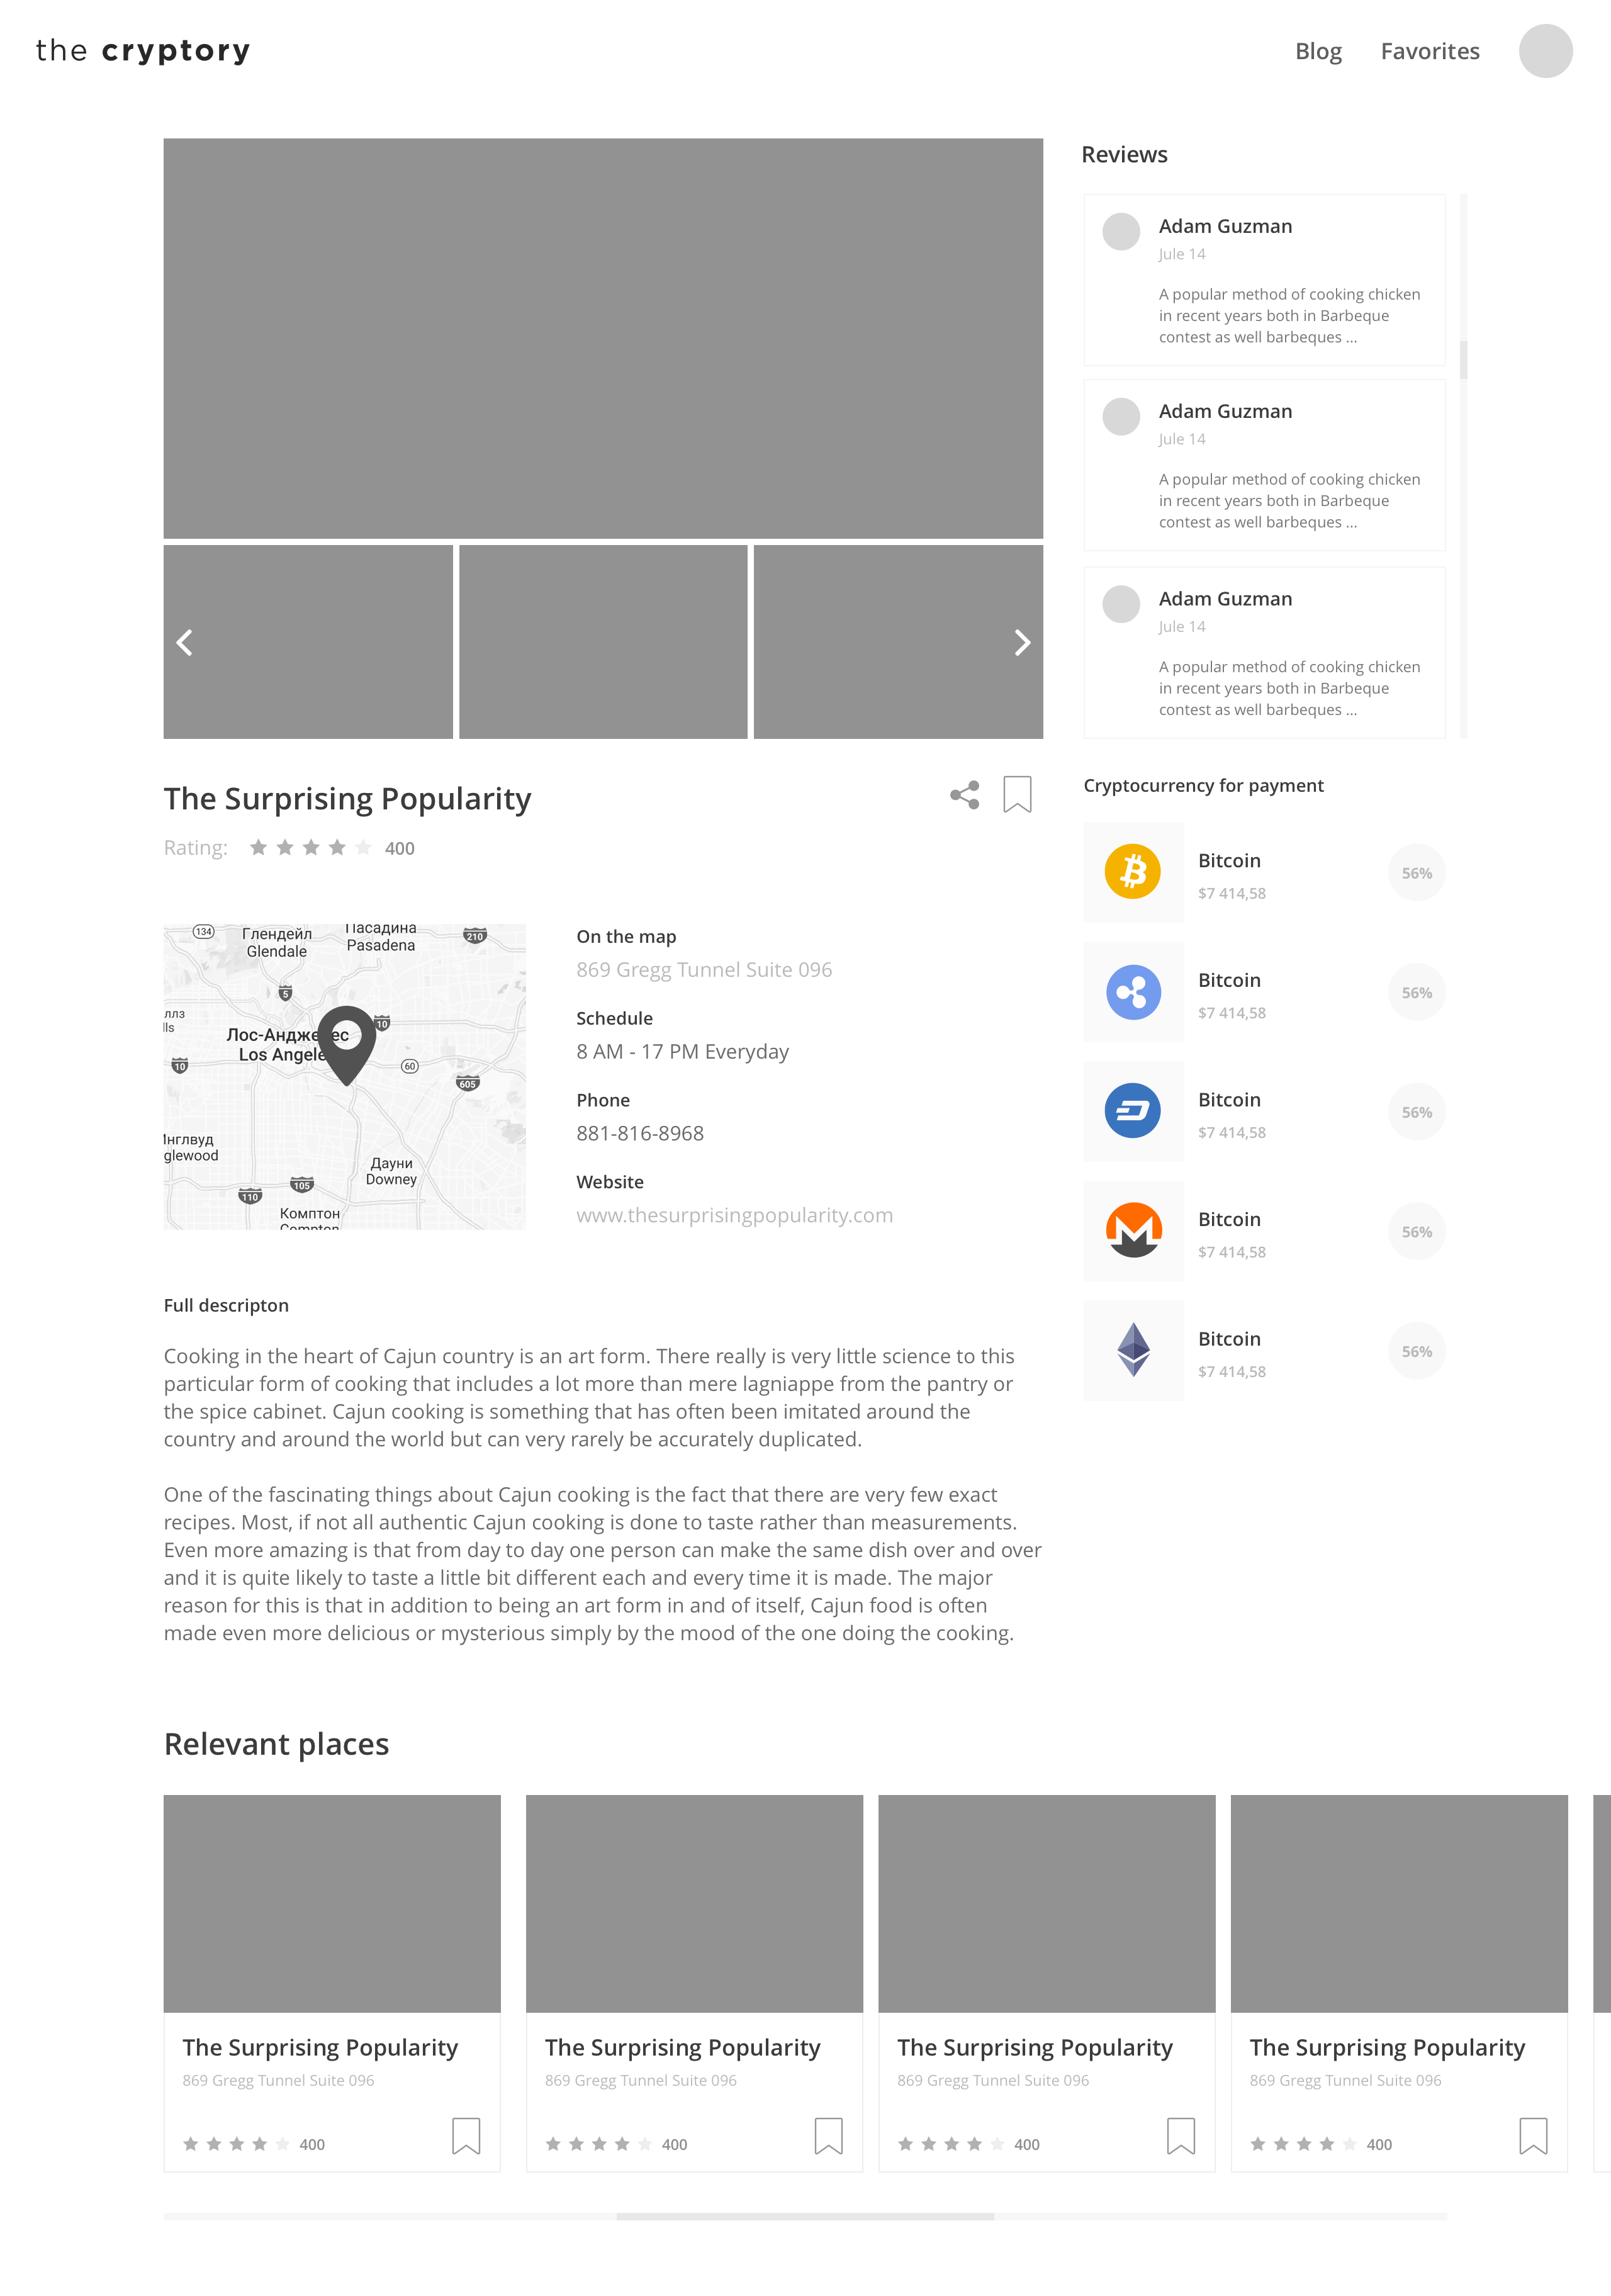 the cryptory
Blog
Favorites
Reviews
Adam Guzman
Jule 14
A popular method of cooking chicken
in recent years both in Barbeque
contest as well barbeques ...
Adam Guzman
Jule 14
A popular method of cooking chicken
in recent years both in Barbeque
contest as well barbeques ...
Adam Guzman
Jule 14
A popular method of cooking chicken
in recent years both in Barbeque
contest as well barbeques ...
The Surprising Popularity
Rating:
400
134
Глендейл
Glendale
Пасадина
Pasadena
210
5
ллз
lls
10
Лос-Андже ес
Los Angele
10
60
605
Инглвуд
glewood
Дауни
Downey
110
105
Комптон
Compton
On the map
869 Gregg Tunnel Suite 096
Schedule
8 AM - 17 PM Everyday
Phone
881-816-8968
Website
www.thesurprisingpopularity.com
Cryptocurrency for payment
Bitcoin
$7 414,58
56%
Bitcoin
$7 414,58
56%
Bitcoin
$7 414,58
56%
Bitcoin
$7 414,58
56%
Bitcoin
$7 414,58
56%
Full descripton
Cooking in the heart of Cajun country is an art form. There really is very little science to this
particular form of cooking that includes a lot more than mere lagniappe from the pantry or
the spice cabinet. Cajun cooking is something that has often been imitated around the
country and around the world but can very rarely be accurately duplicated.
One of the fascinating things about Cajun cooking is the fact that there are very few exact
recipes. Most, if not all authentic Cajun cooking is done to taste rather than measurements.
Even more amazing is that from day to day one person can make the same dish over and over
and it is quite likely to taste a little bit different each and every time it is made. The major
reason for this is that in addition to being an art form in and of itself, Cajun food is often
made even more delicious or mysterious simply by the mood of the one doing the cooking.
Relevant places
The Surprising Popularity
869 Gregg Tunnel Suite 096
400
The Surprising Popularity
869 Gregg Tunnel Suite 096
400
The Surprising Popularity
869 Gregg Tunnel Suite 096
400
The Surprising Popularity
869 Gregg Tunnel Suite 096
400